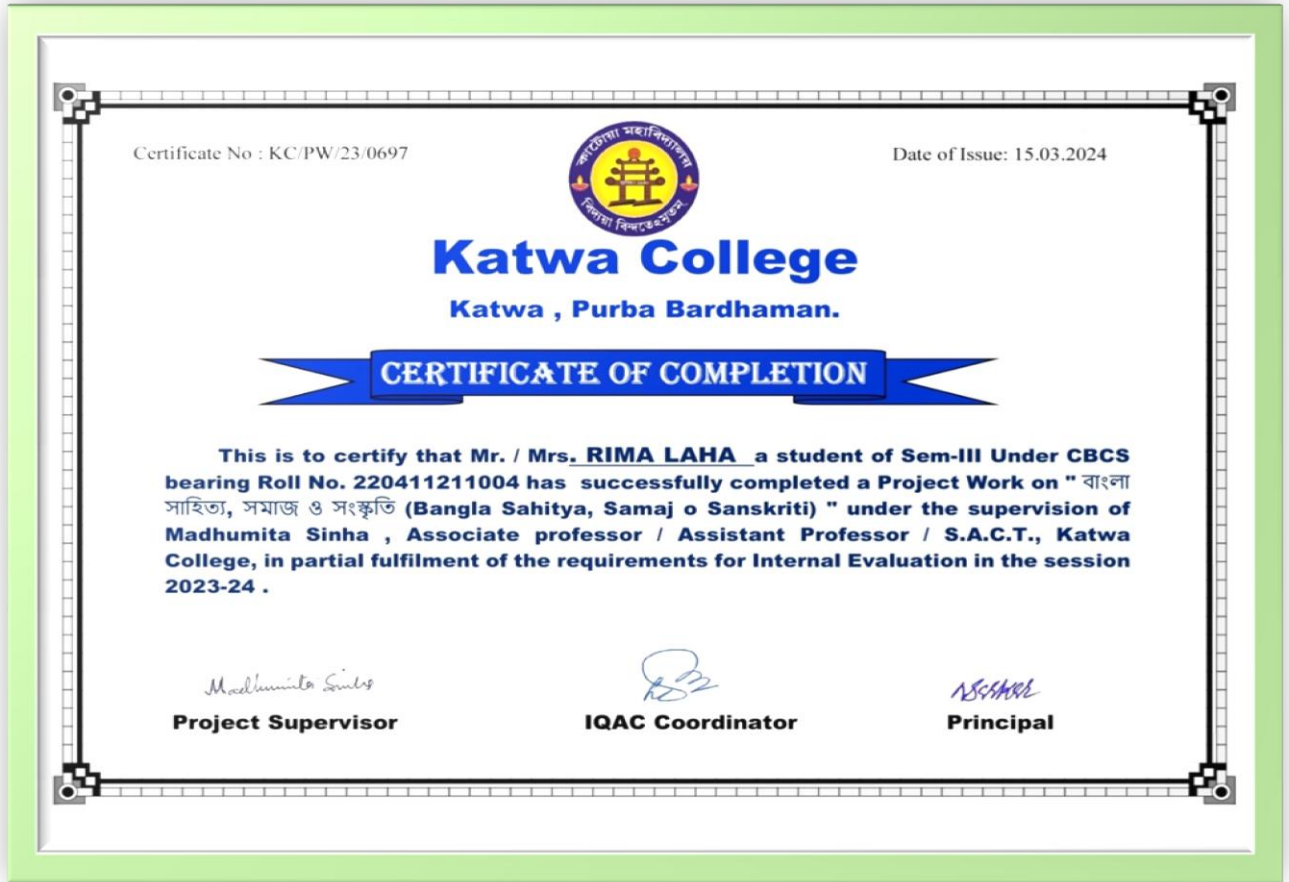 Certificate No : KC/PW/23/0697
Date of Issue: 15.03.2024
কাটোয়া মহাবিদ্যালয়
বিদ্যয়া বিন্দতেঽমৃতম্
Katwa College
Katwa , Purba Bardhaman.
CERTIFICATE OF COMPLETION
This is to certify that Mr. / Mrs. RIMA LAHA a student of Sem-III Under CBCS
bearing Roll No. 220411211004 has successfully completed a Project Work on " বাংলা
সাহিত্য, সমাজ ও সংস্কৃতি (Bangla Sahitya, Samaj o Sanskriti) " under the supervision of
Madhumita Sinha , Associate professor / Assistant Professor / S.A.C.T., Katwa
College, in partial fulfilment of the requirements for Internal Evaluation in the session
2023-24 .
Madhumita Sinha
Project Supervisor
IQAC Coordinator
Principal